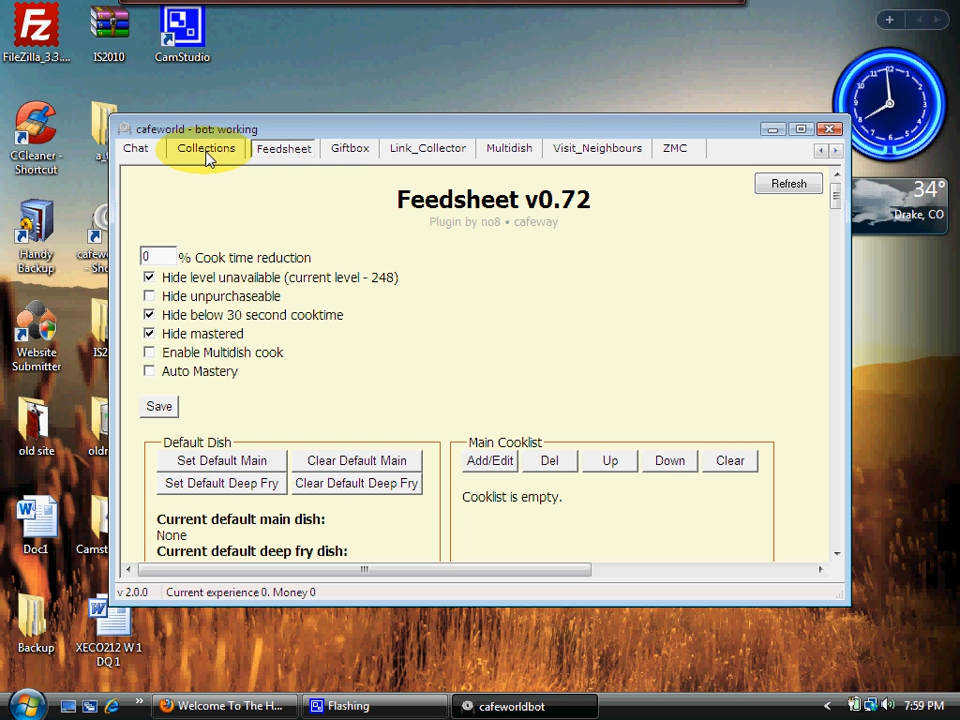 FileZilla_3.3....
IS2010
CamStudio
12
cafeworld - bot: working
Chat
Collections
Feedsheet
Giftbox
Link_Collector
Multidish
Visit_Neighbours
ZMC
CCleaner -
Shortcut
Refresh
Feedsheet v0.72
Plugin by no8 • cafeway
34°
Drake, CO
0 % Cook time reduction
Hide level unavailable (current level - 248)
Hide unpurchaseable
Hide below 30 second cooktime
Hide mastered
Enable Multidish cook
Auto Mastery
Handy
Backup
Website
Submitter
Save
old site
Default Dish
Set Default Main
Clear Default Main
Set Default Deep Fry
Clear Default Deep Fry
Current default main dish:
None
Current default deep fry dish:
Main Cooklist
Add/Edit
Del
Up
Down
Clear
Cooklist is empty.
Doc1
v 2.0.0
Current experience 0. Money 0
Backup
XECO212 W 1
DQ 1
Welcome To The H...
Flashing
cafeworldbot
7:59 PM